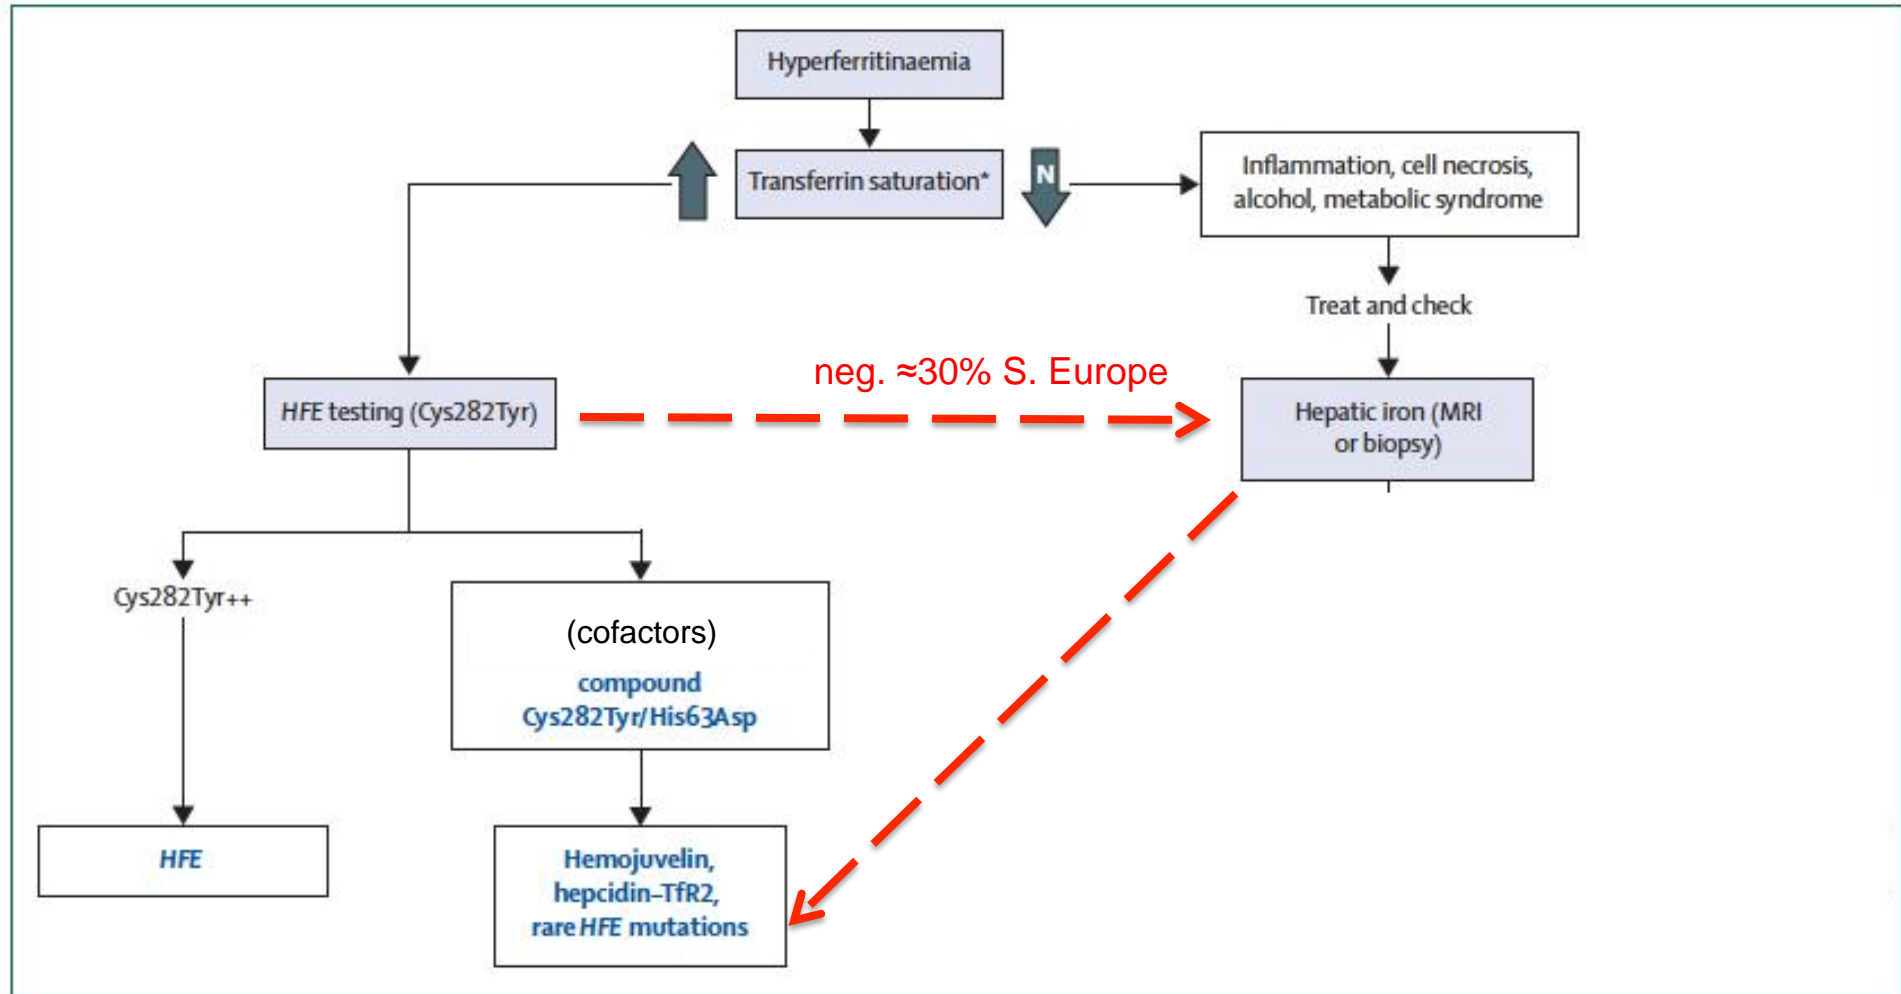 Hyperferritinaemia
Transferrin saturation*
N
Inflammation, cell necrosis,
alcohol, metabolic syndrome
Treat and check
neg. ≈30% S. Europe
HFE testing (Cys282Tyr)
Hepatic iron (MRI
or biopsy)
Cys282Tyr++
(cofactors)
compound
Cys282Tyr/His63Asp
HFE
Hemojuvelin,
hepcidin–TfR2,
rare HFE mutations